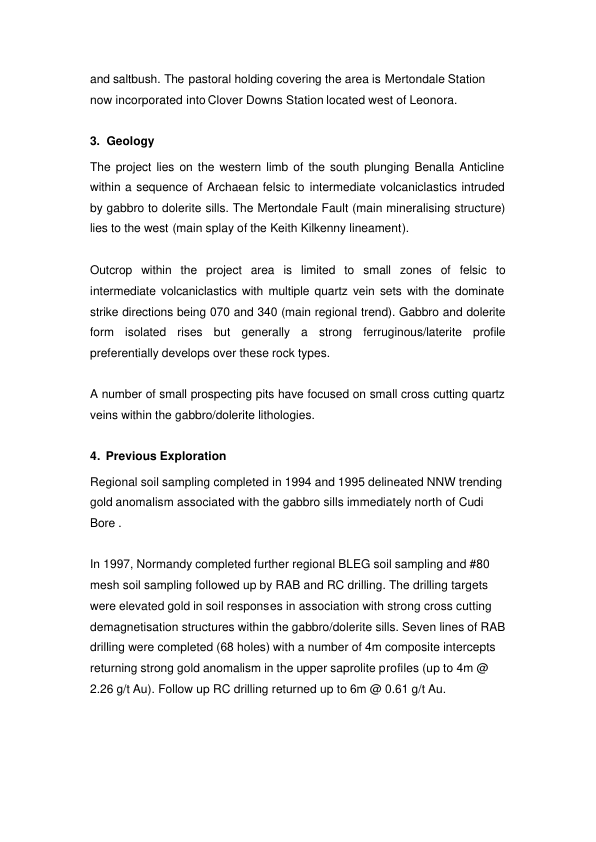 and saltbush. The pastoral holding covering the area is Mertondale Station
now incorporated into Clover Downs Station located west of Leonora.
3. Geology
The project lies on the western limb of the south plunging Benalla Anticline
within a sequence of Archaean felsic to intermediate volcaniclastics intruded
by gabbro to dolerite sills. The Mertondale Fault (main mineralising structure)
lies to the west (main splay of the Keith Kilkenny lineament).
Outcrop within the project area is limited to small zones of felsic to
intermediate volcaniclastics with multiple quartz vein sets with the dominate
strike directions being 070 and 340 (main regional trend). Gabbro and dolerite
form isolated rises but generally a strong ferruginous/laterite profile
preferentially develops over these rock types.
A number of small prospecting pits have focused on small cross cutting quartz
veins within the gabbro/dolerite lithologies.
4. Previous Exploration
Regional soil sampling completed in 1994 and 1995 delineated NNW trending
gold anomalism associated with the gabbro sills immediately north of Cudi
Bore .
In 1997, Normandy completed further regional BLEG soil sampling and #80
mesh soil sampling followed up by RAB and RC drilling. The drilling targets
were elevated gold in soil responses in association with strong cross cutting
demagnetisation structures within the gabbro/dolerite sills. Seven lines of RAB
drilling were completed (68 holes) with a number of 4m composite intercepts
returning strong gold anomalism in the upper saprolite profiles (up to 4m @
2.26 g/t Au). Follow up RC drilling returned up to 6m @ 0.61 g/t Au.